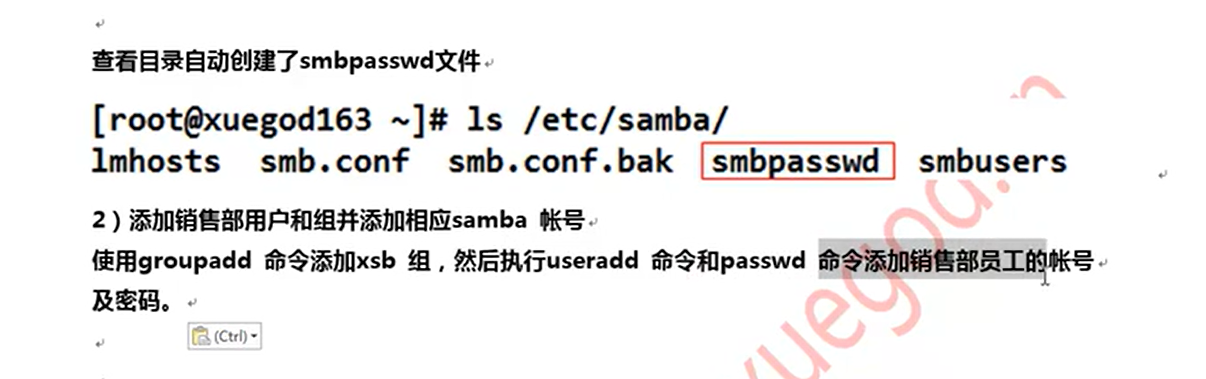 查看目录自动创建了smbpasswd文件
[root@xuegod163 ~]# ls /etc/samba/
lmhosts smb.conf smb.conf.bak smbpasswd smbusers
2）添加销售部用户和组并添加相应samba 帐号
使用groupadd 命令添加xsb 组，然后执行useradd 命令和passwd 命令添加销售部员工的帐号
及密码。
(Ctrl)
xuegod.